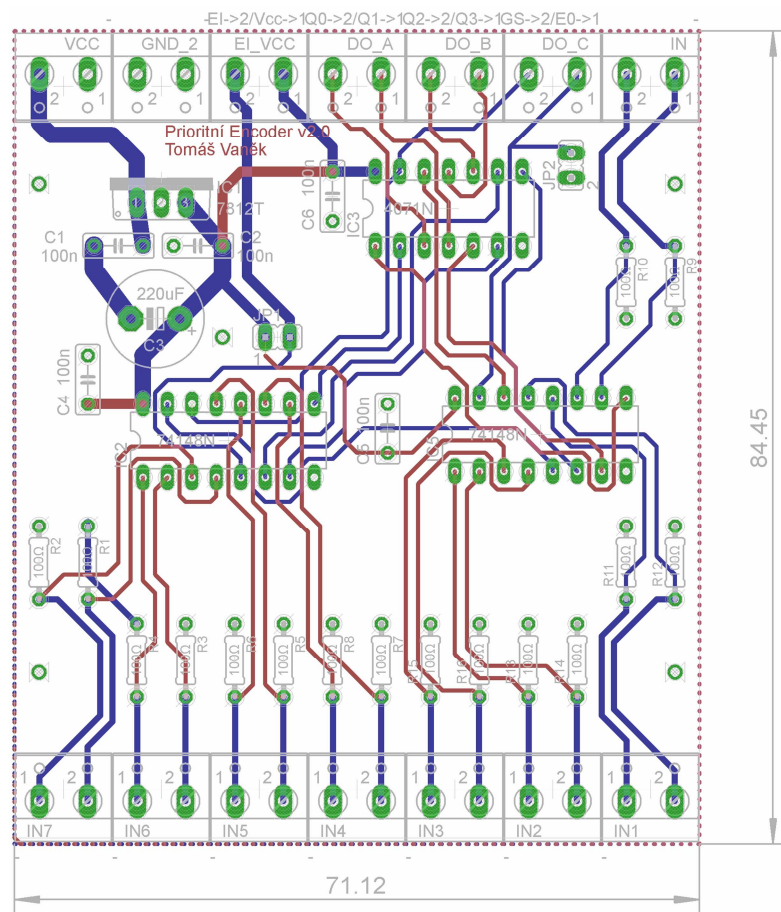 -EI->2/Vcc->1Q0->2/Q1->1Q2->2/Q3->1GS->2/E0->1
VCC GND_2 EI_VCC DO_A DO_B DO_C IN
2 1 2 1 2 1 2 1 2 1 2 1 2 1
Prioritní Encoder v2.0
Tomáš Vaněk
IC1
7812T
100n
C6
IC3
4071N
JP2
2
C1
100n
C2
100n
100Ω
R10
100Ω
R9
220uF
C3
+
JP1
1
100n
C4
IC2
74148N
100n
C5
74148N
84.45
100Ω
R2
100Ω
R1
100Ω
R11
100Ω
R12
100Ω
R4
100Ω
R3
100Ω
R6
100Ω
R5
100Ω
R8
100Ω
R7
100Ω
R15
100Ω
R16
100Ω
R13
100Ω
R14
1 2 1 2 1 2 1 2 1 2 1 2 1 2
IN7 IN6 IN5 IN4 IN3 IN2 IN1
71.12